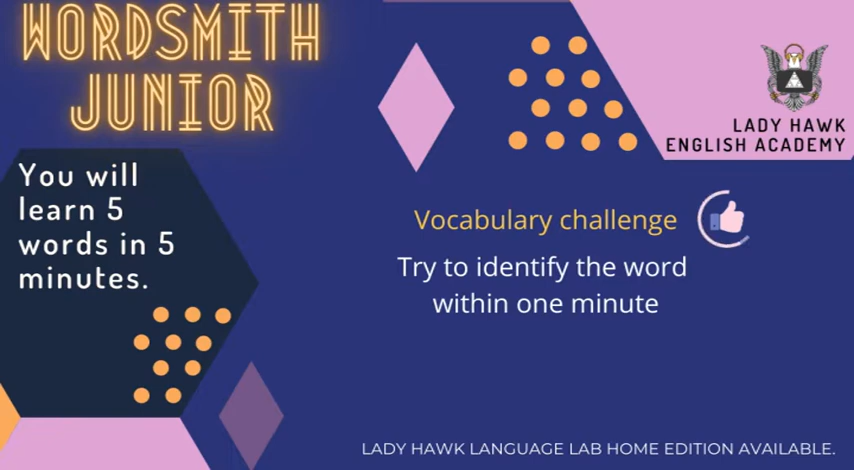 WORDSMITH
JUNIOR
LADY HAWK
ENGLISH ACADEMY
You will
learn 5
words in 5
minutes.
Vocabulary challenge
Try to identify the word
within one minute
LADY HAWK LANGUAGE LAB HOME EDITION AVAILABLE.